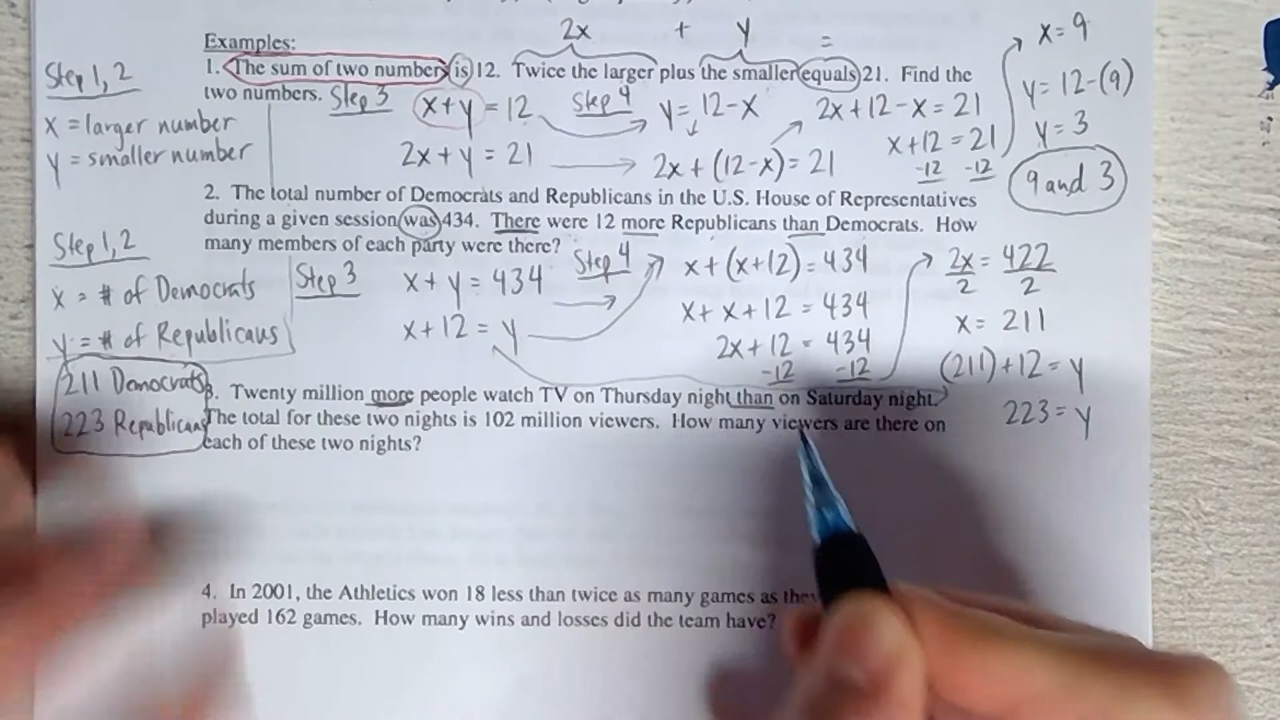 2x + y =
Examples:
1. The sum of two numbers is 12. Twice the larger plus the smaller equals 21. Find the
two numbers.
Step 1, 2
x = larger number
y = smaller number
Step 3
x + y = 12
2x + y = 21
Step 4
y = 12 - x
2x + (12 - x) = 21
2x + 12 - x = 21
x + 12 = 21
-12 -12
x = 9
y = 12 - (9)
y = 3
9 and 3
2. The total number of Democrats and Republicans in the U.S. House of Representatives
during a given session was 434. There were 12 more Republicans than Democrats. How
many members of each party were there?
Step 1, 2
x = # of Democrats
y = # of Republicans
Step 3
x + y = 434
x + 12 = y
Step 4
x + (x + 12) = 434
x + x + 12 = 434
2x + 12 = 434
-12 -12
2x = 422
2 2
x = 211
(211) + 12 = y
223 = y
211 Democrats
223 Republicans
3. Twenty million more people watch TV on Thursday night than on Saturday night.
The total for these two nights is 102 million viewers. How many viewers are there on
each of these two nights?
4. In 2001, the Athletics won 18 less than twice as many games as they
played 162 games. How many wins and losses did the team have?